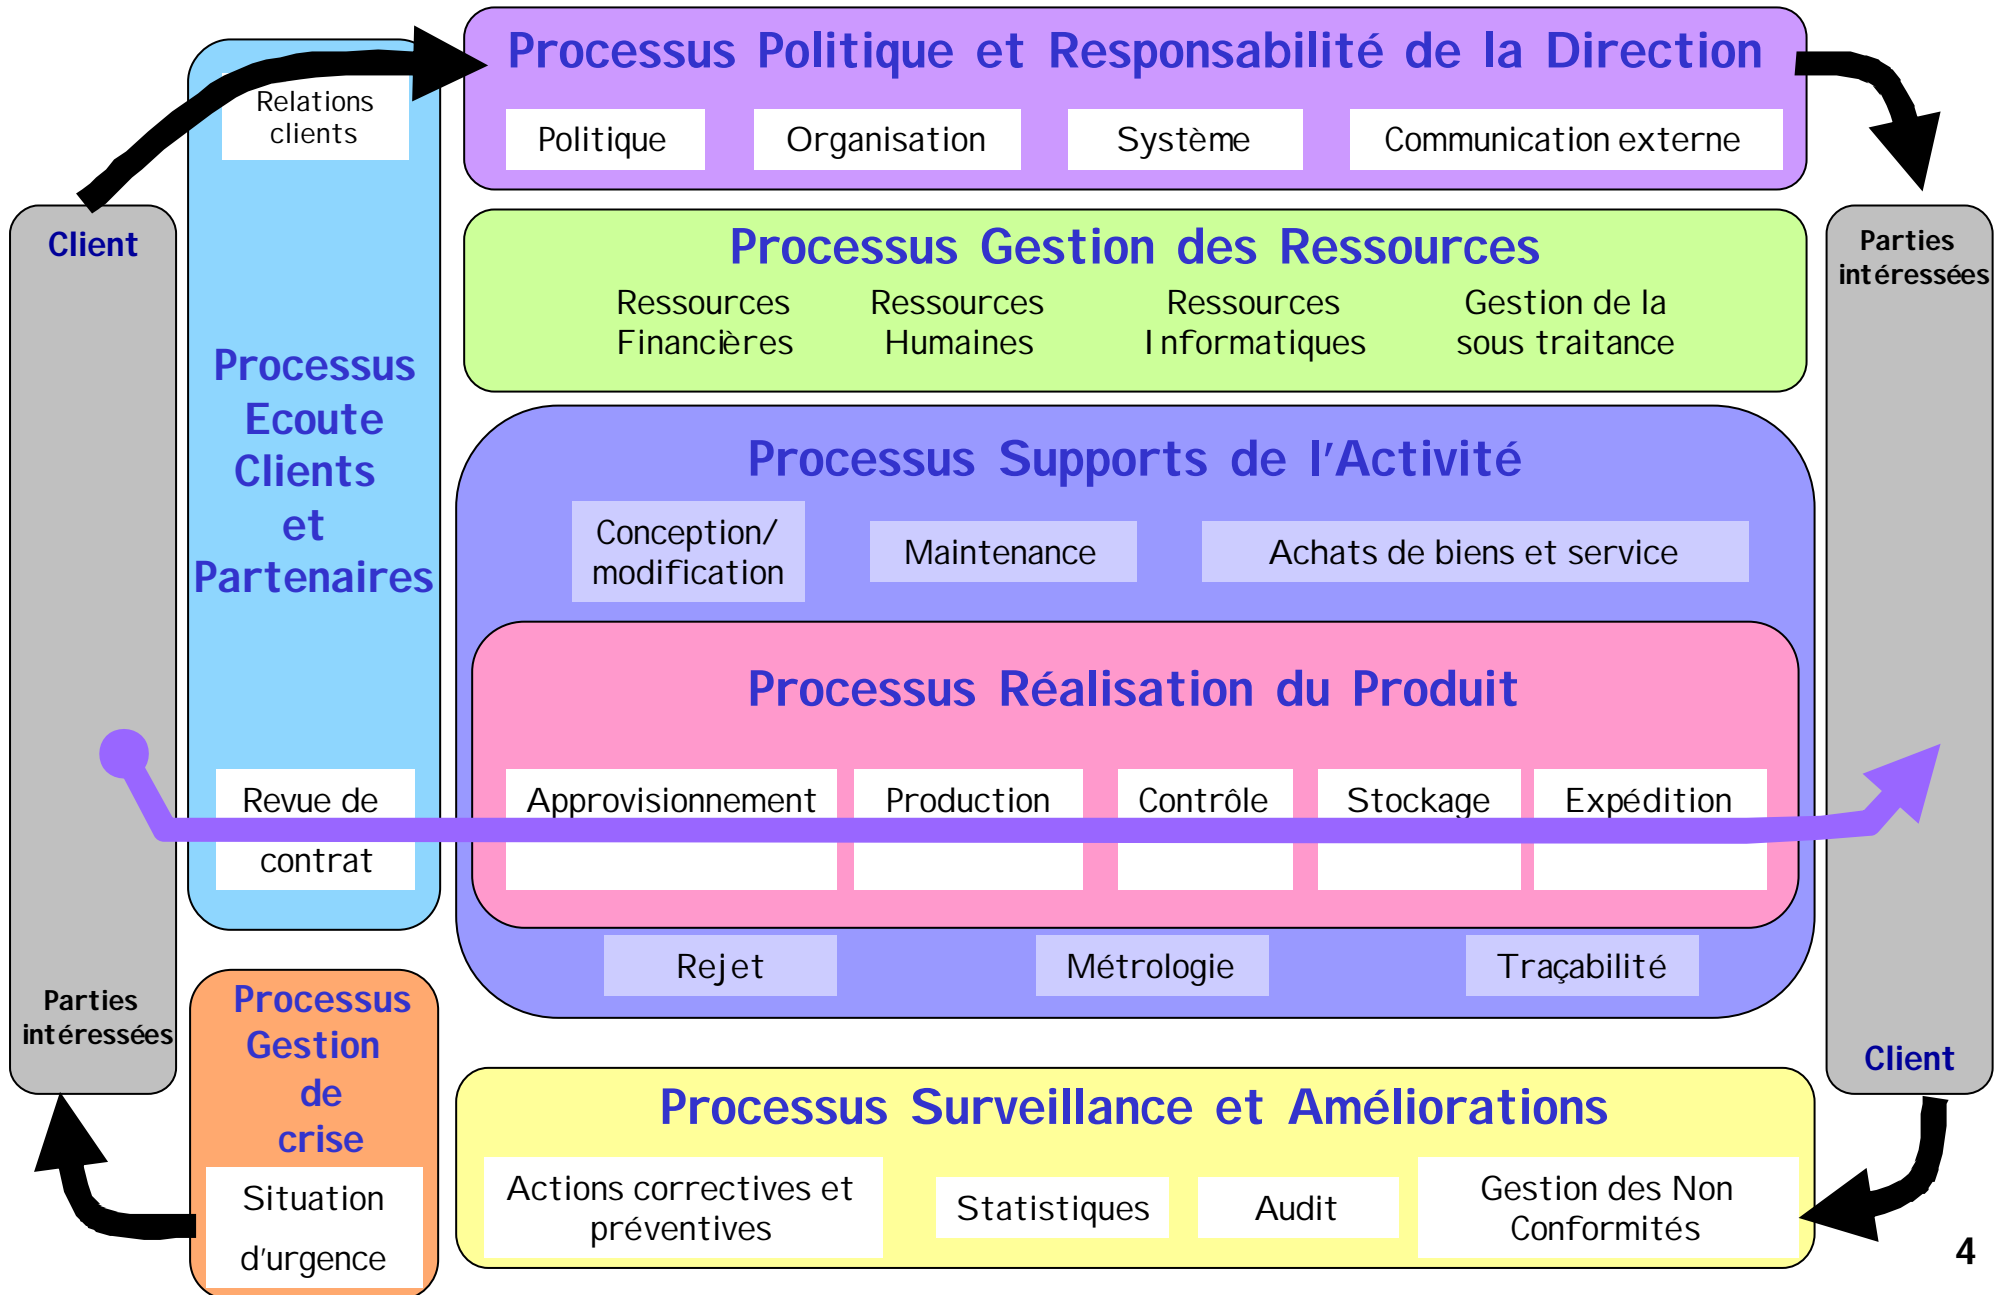 Processus Politique et Responsabilité de la Direction
Politique
Organisation
Système
Communication externe
Relations
clients
Client
Processus
Ecoute
Clients
et
Partenaires
Revue de
contrat
Parties
intéressées
Processus Gestion des Ressources
Ressources
Financières
Ressources
Humaines
Ressources
Informatiques
Gestion de la
sous traitance
Processus Supports de l'Activité
Conception/
modification
Maintenance
Achats de biens et service
Processus Réalisation du Produit
Approvisionnement
Production
Contrôle
Stockage
Expédition
Rejet
Métrologie
Traçabilité
Parties
intéressées
Client
Processus
Gestion
de
crise
Situation
d'urgence
Processus Surveillance et Améliorations
Actions correctives et
préventives
Statistiques
Audit
Gestion des Non
Conformités
4